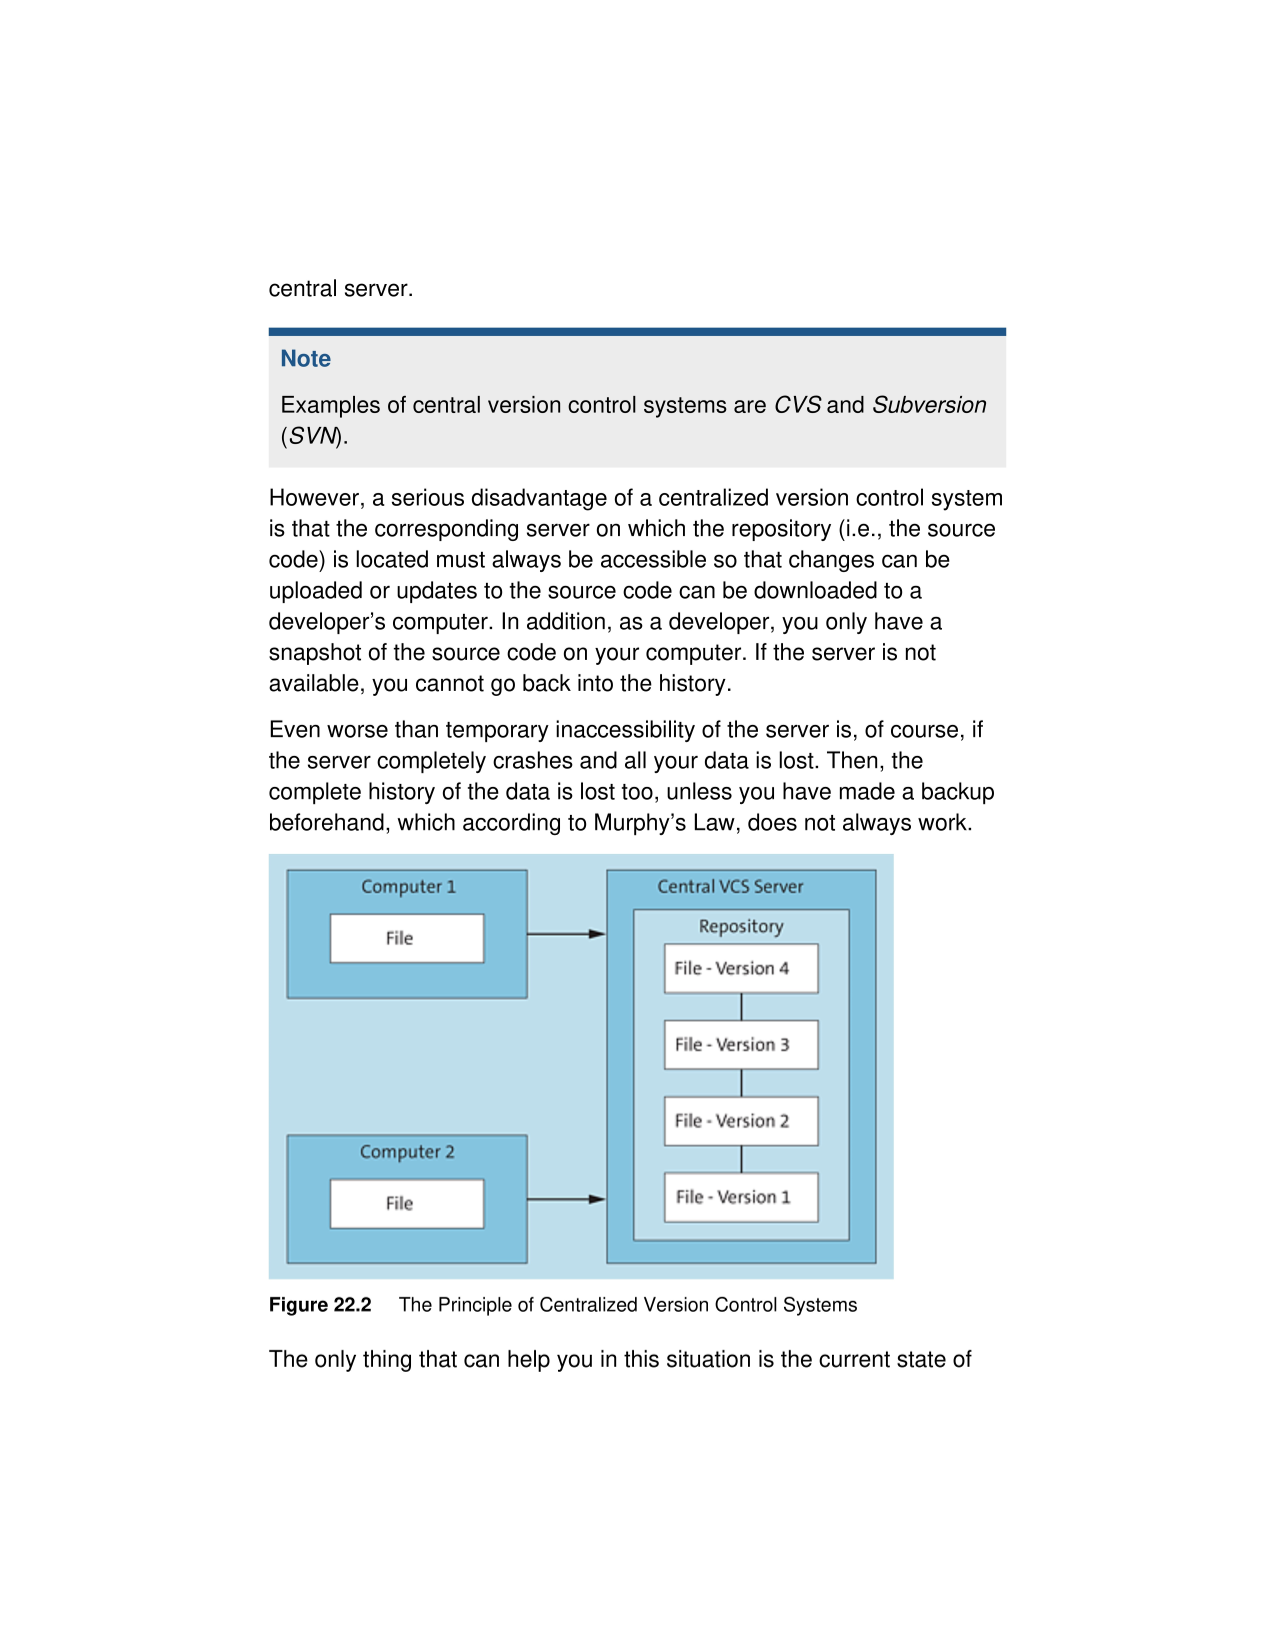 central server.
Note
Examples of central version control systems are CVS and Subversion
(SVN).
However, a serious disadvantage of a centralized version control system
is that the corresponding server on which the repository (i.e., the source
code) is located must always be accessible so that changes can be
uploaded or updates to the source code can be downloaded to a
developer’s computer. In addition, as a developer, you only have a
snapshot of the source code on your computer. If the server is not
available, you cannot go back into the history.
Even worse than temporary inaccessibility of the server is, of course, if
the server completely crashes and all your data is lost. Then, the
complete history of the data is lost too, unless you have made a backup
beforehand, which according to Murphy’s Law, does not always work.
Computer 1
File
Computer 2
File
Central VCS Server
Repository
File - Version 4
File - Version 3
File - Version 2
File - Version 1
Figure 22.2 The Principle of Centralized Version Control Systems
The only thing that can help you in this situation is the current state of